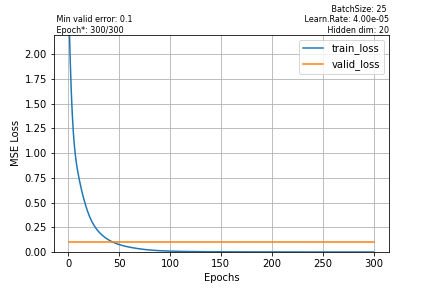 BatchSize: 25
Min valid error: 0.1
Learn.Rate: 4.00e-05
Epoch*: 300/300
Hidden dim: 20
train_loss
valid_loss
2.00
1.75
1.50
1.25
1.00
0.75
0.50
0.25
0.00
MSE Loss
0 50 100 150 200 250 300
Epochs